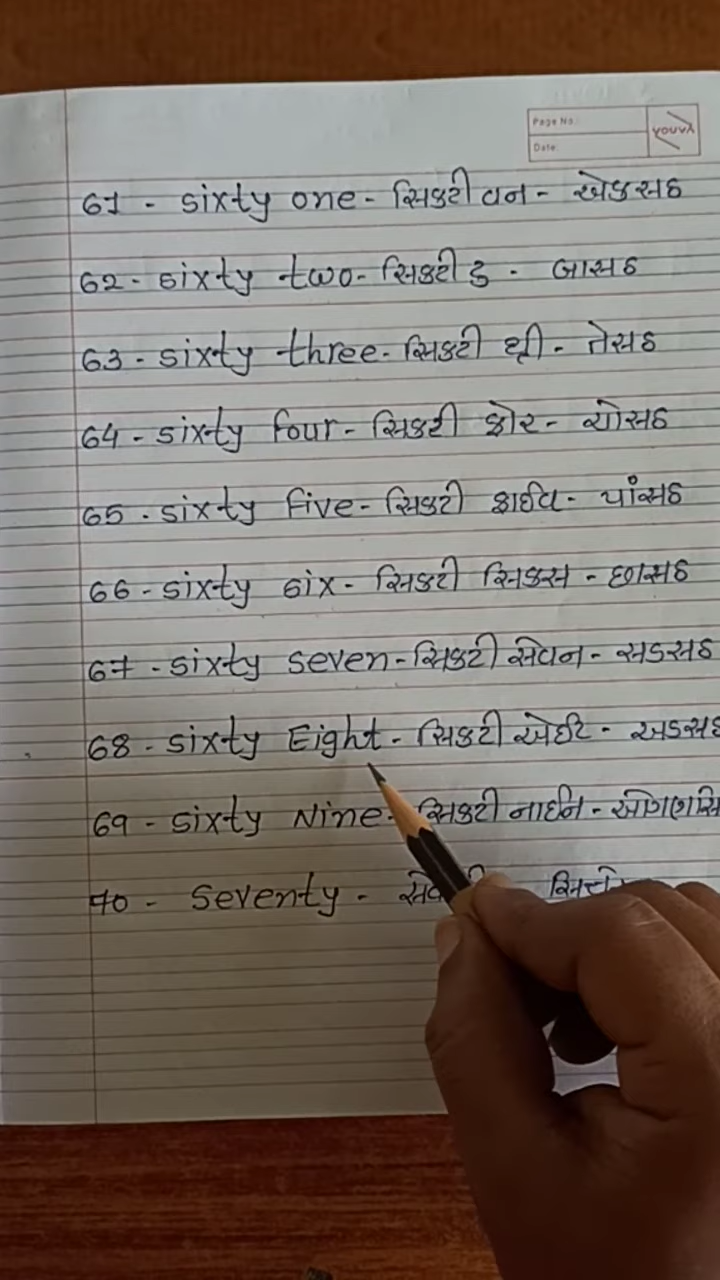 Page No.
Date:
YOUVA
61 - sixty one - સિક્ટી વન - એકસઠ
62 - sixty two - સિક્ટી ટુ - બાસઠ
63 - sixty three - સિક્ટી થ્રી - તેસઠ
64 - sixty four - સિક્ટી ફોર - ચોસઠ
65 - sixty five - સિક્ટી ફાઈવ - પાંસઠ
66 - sixty six - સિક્ટી સિક્સ - છાસઠ
67 - sixty seven - સિક્ટી સેવન - સડસઠ
68 - sixty Eight - સિક્ટી એઈટ - અડસઠ
69 - sixty Nine - સિક્ટી નાઈન - ઓગણસિ
70 - seventy -